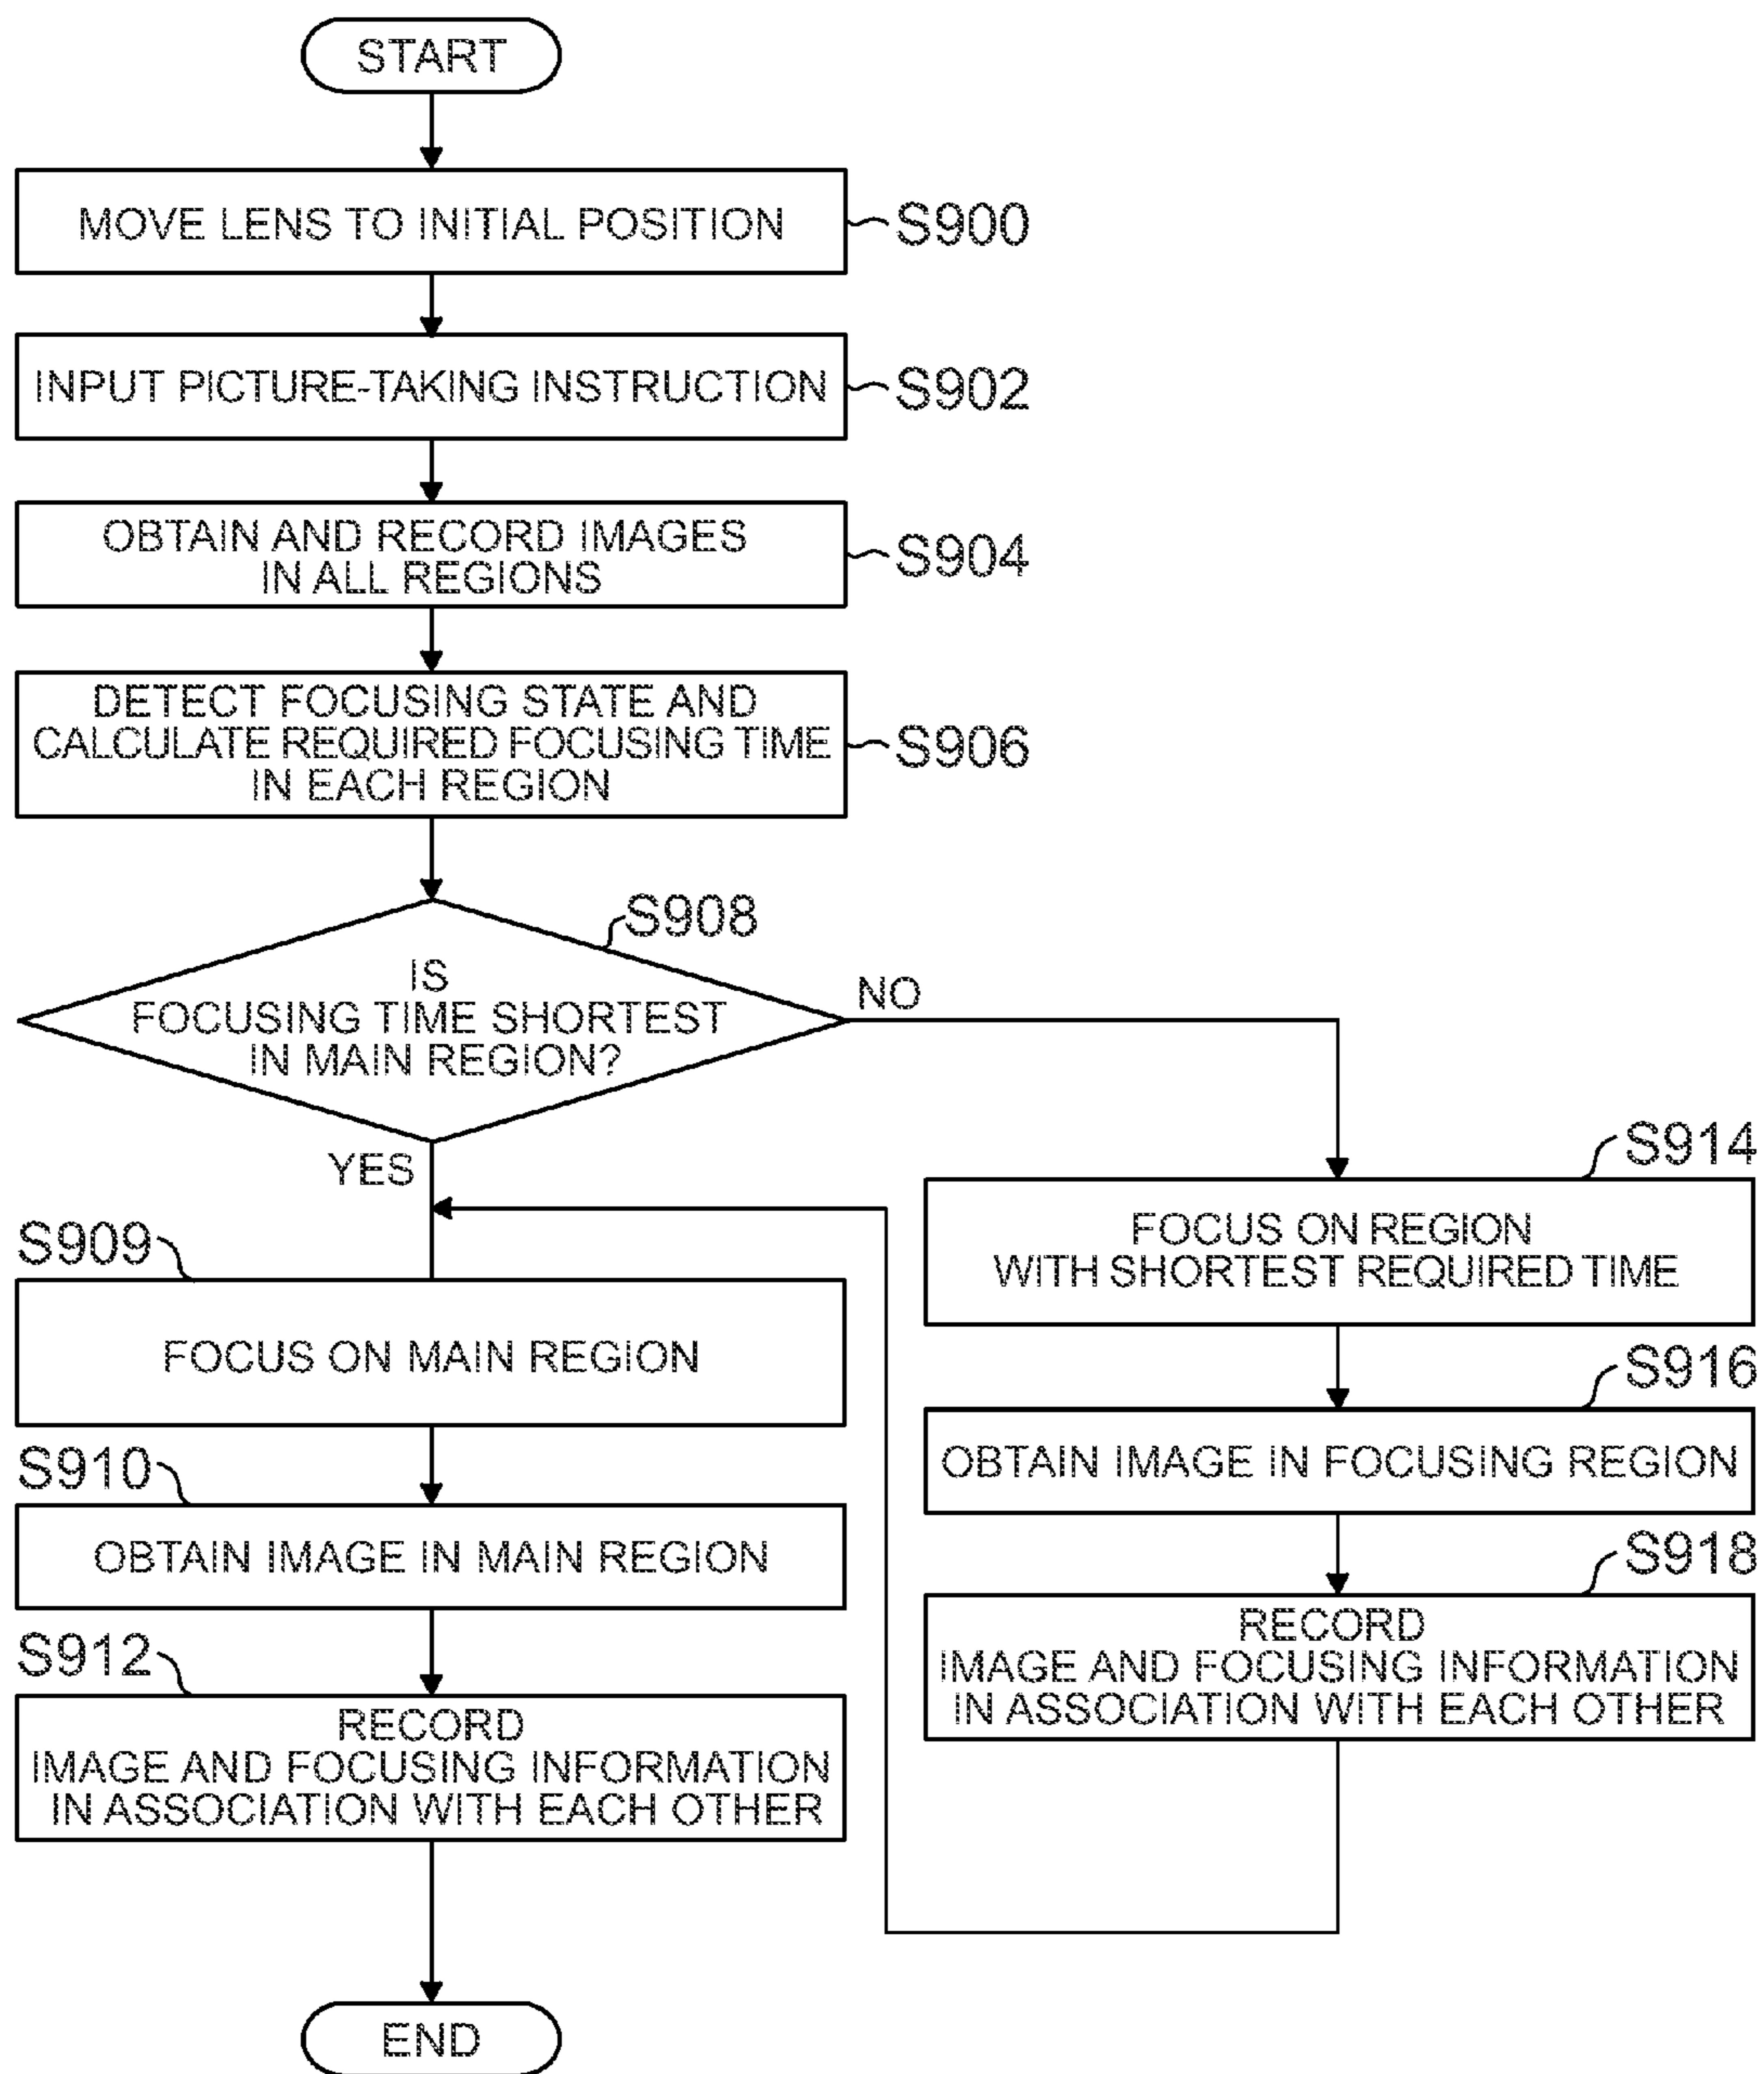 START
MOVE LENS TO INITIAL POSITION
S900
INPUT PICTURE-TAKING INSTRUCTION
S902
OBTAIN AND RECORD IMAGES
IN ALL REGIONS
S904
DETECT FOCUSING STATE AND
CALCULATE REQUIRED FOCUSING TIME
IN EACH REGION
S906
S908
IS
FOCUSING TIME SHORTEST
IN MAIN REGION?
NO
YES
S909
FOCUS ON MAIN REGION
S910
OBTAIN IMAGE IN MAIN REGION
S912
RECORD
IMAGE AND FOCUSING INFORMATION
IN ASSOCIATION WITH EACH OTHER
S914
FOCUS ON REGION
WITH SHORTEST REQUIRED TIME
S916
OBTAIN IMAGE IN FOCUSING REGION
S918
RECORD
IMAGE AND FOCUSING INFORMATION
IN ASSOCIATION WITH EACH OTHER
END